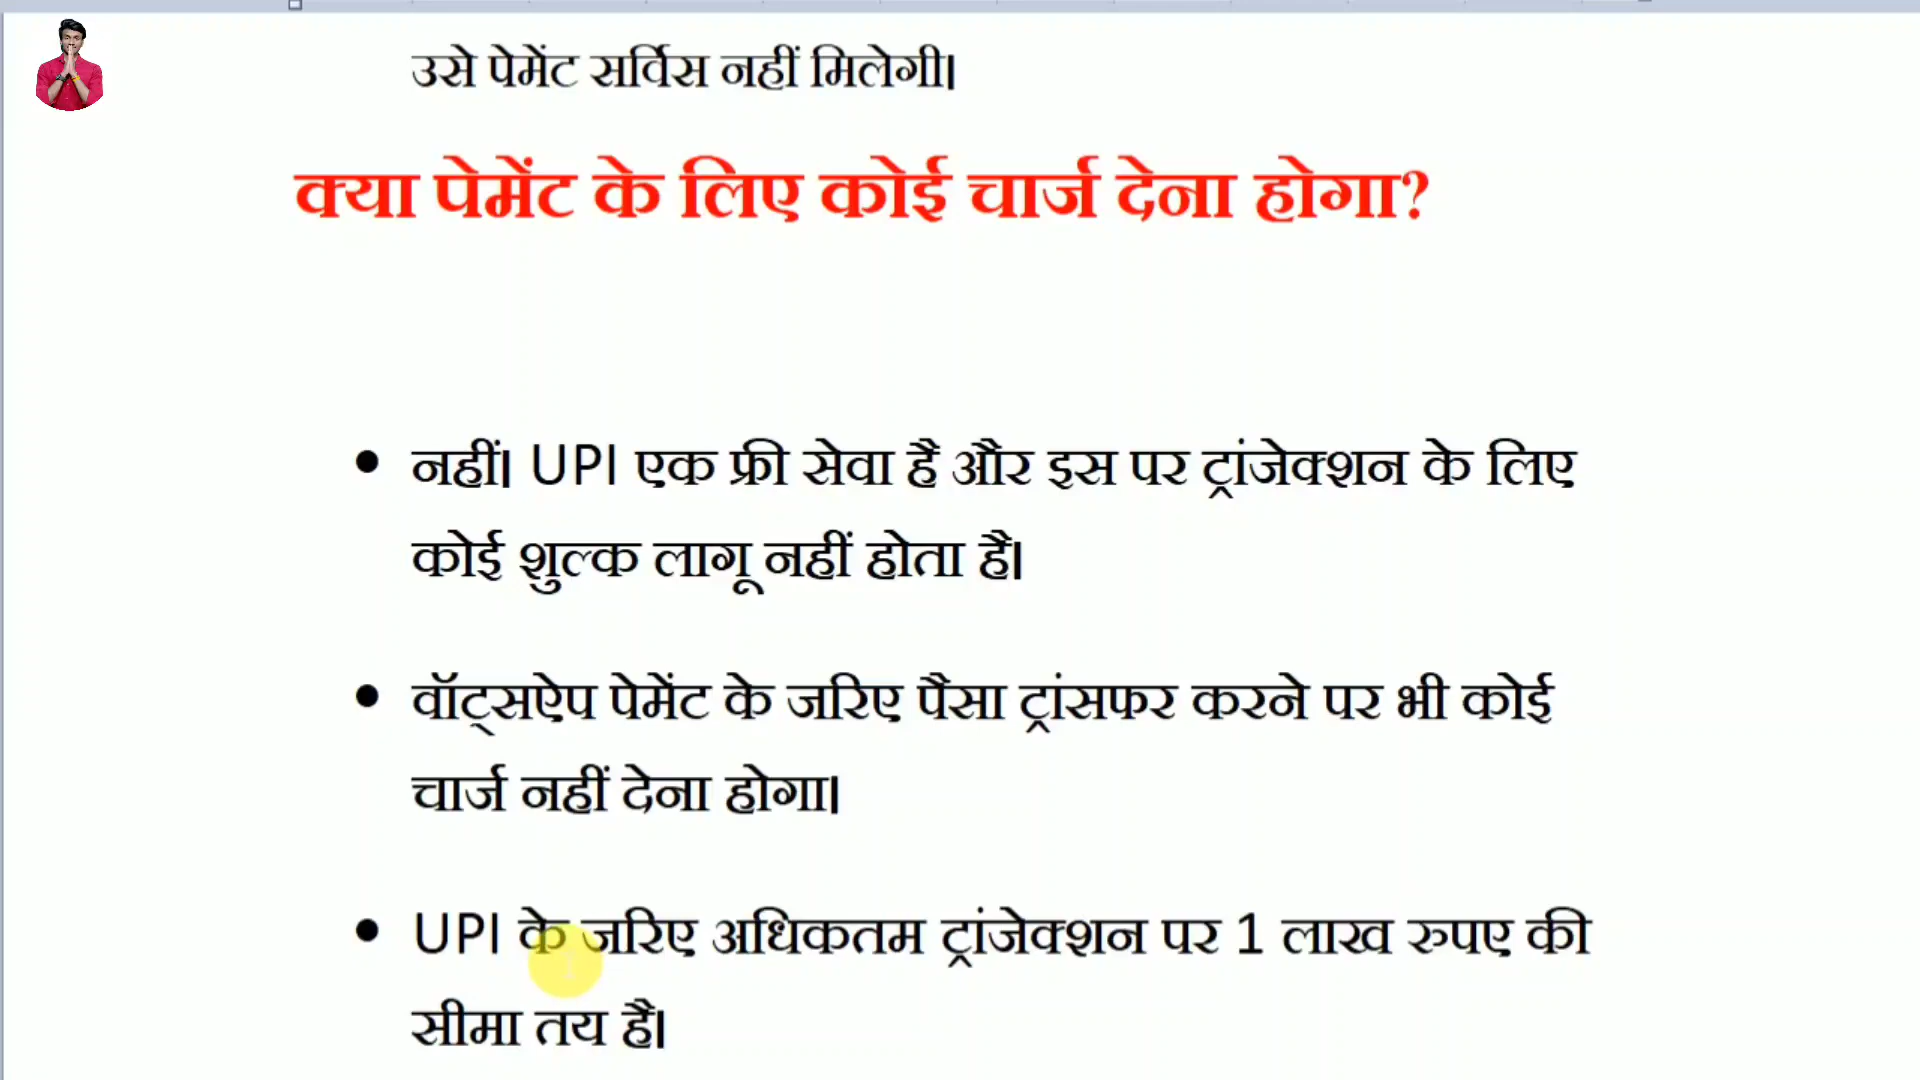 उसे पेमेंट सर्विस नहीं मिलेगी।
क्या पेमेंट के लिए कोई चार्ज देना होगा?
• नहीं। UPI एक फ्री सेवा है और इस पर ट्रांजेक्शन के लिए
कोई शुल्क लागू नहीं होता है।
• वॉट्सऐप पेमेंट के जरिए पैसा ट्रांसफर करने पर भी कोई
चार्ज नहीं देना होगा।
• UPI के जरिए अधिकतम ट्रांजेक्शन पर 1 लाख रुपए की
सीमा तय है।